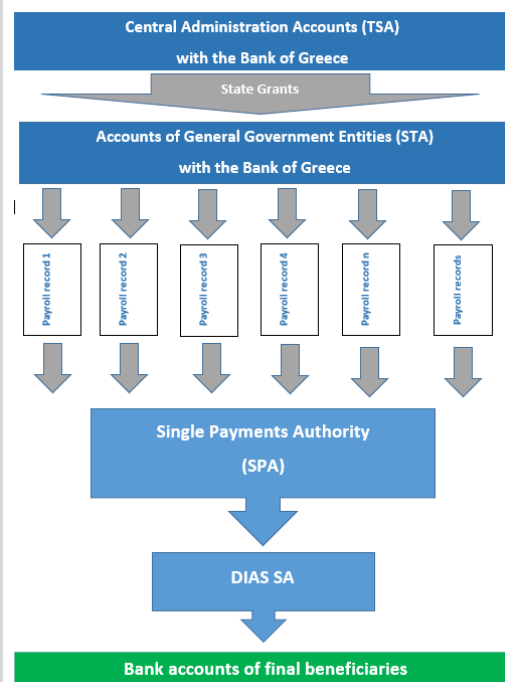 Central Administration Accounts (TSA)
with the Bank of Greece
State Grants
Accounts of General Government Entities (STA)
with the Bank of Greece
Payroll record 1
Payroll record 2
Payroll record 3
Payroll record 4
Payroll record n
Payroll records
Single Payments Authority
(SPA)
DIAS SA
Bank accounts of final beneficiaries